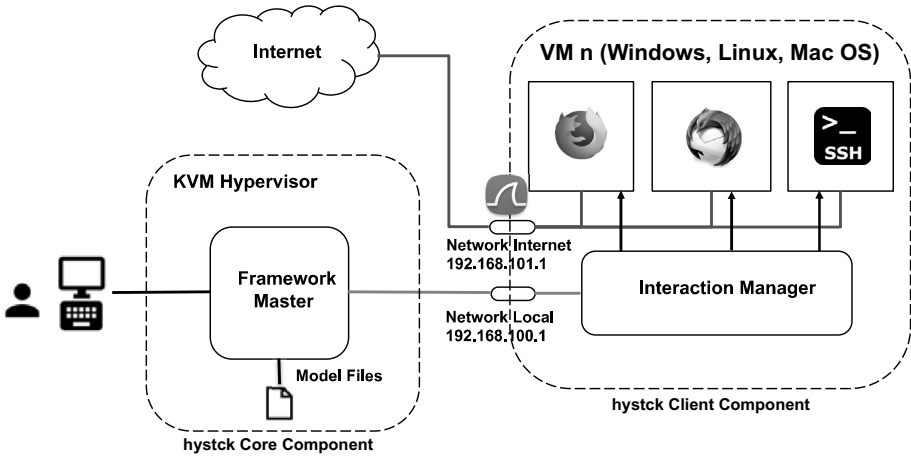 Internet
VM n (Windows, Linux, Mac OS)
>_
SSH
KVM Hypervisor
Network Internet
192.168.101.1
Framework
Master
Interaction Manager
Network Local
192.168.100.1
Model Files
hystck Client Component
hystck Core Component